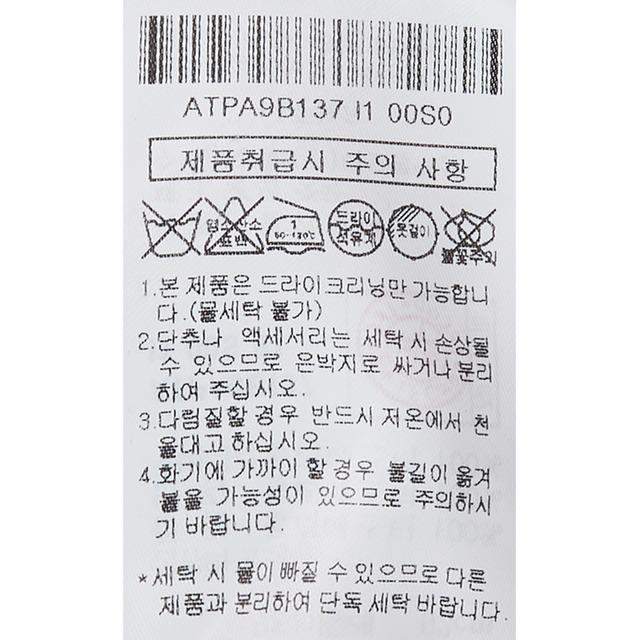 ATPA9B137 I1 00S0
제품취급시 주의 사항
염소산소 1 드라이 옷걸이
표백 80-120℃ 석유계 불꽃주의
1.본 제품은 드라이크리닝만 가능합니
다.(물세탁 불가)
2.단추나 액세서리는 세탁 시 손상될
수 있으므로 은박지로 싸거나 분리
하여 주십시오.
3.다림질할 경우 반드시 저온에서 천
을대고 하십시오.
4.화기에 가까이 할 경우 불길이 옮겨
붙을 가능성이 있으므로 주의하시
기 바랍니다.
*세탁 시 물이 빠질 수 있으므로 다른
제품과 분리하여 단독 세탁 바랍니다.